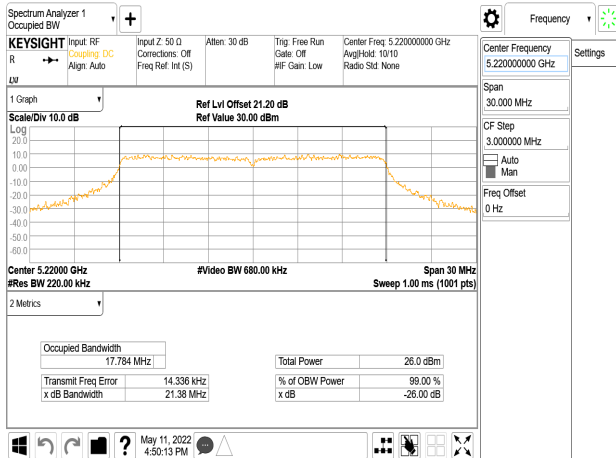 Spectrum Analyzer 1
Occupied BW
Frequency
KEYSIGHT
R
Input: RF
Coupling: DC
Align: Auto
Input Z: 50 Ω
Corrections: Off
Freq Ref: Int (S)
Atten: 30 dB
Trig: Free Run
Gate: Off
#IF Gain: Low
Center Freq: 5.220000000 GHz
Avg|Hold: 10/10
Radio Std: None
LXI
Center Frequency
5.220000000 GHz
Settings
Span
30.000 MHz
CF Step
3.000000 MHz
Auto
Man
Freq Offset
0 Hz
1 Graph
Scale/Div 10.0 dB
Ref Lvl Offset 21.20 dB
Ref Value 30.00 dBm
Log
20.0
10.0
0.00
-10.0
-20.0
-30.0
-40.0
-50.0
-60.0
Center 5.22000 GHz
#Res BW 220.00 kHz
#Video BW 680.00 kHz
Span 30 MHz
Sweep 1.00 ms (1001 pts)
2 Metrics
Occupied Bandwidth
17.784 MHz
Total Power 26.0 dBm
Transmit Freq Error 14.336 kHz
% of OBW Power 99.00 %
x dB Bandwidth 21.38 MHz
x dB -26.00 dB
?
May 11, 2022
4:50:13 PM